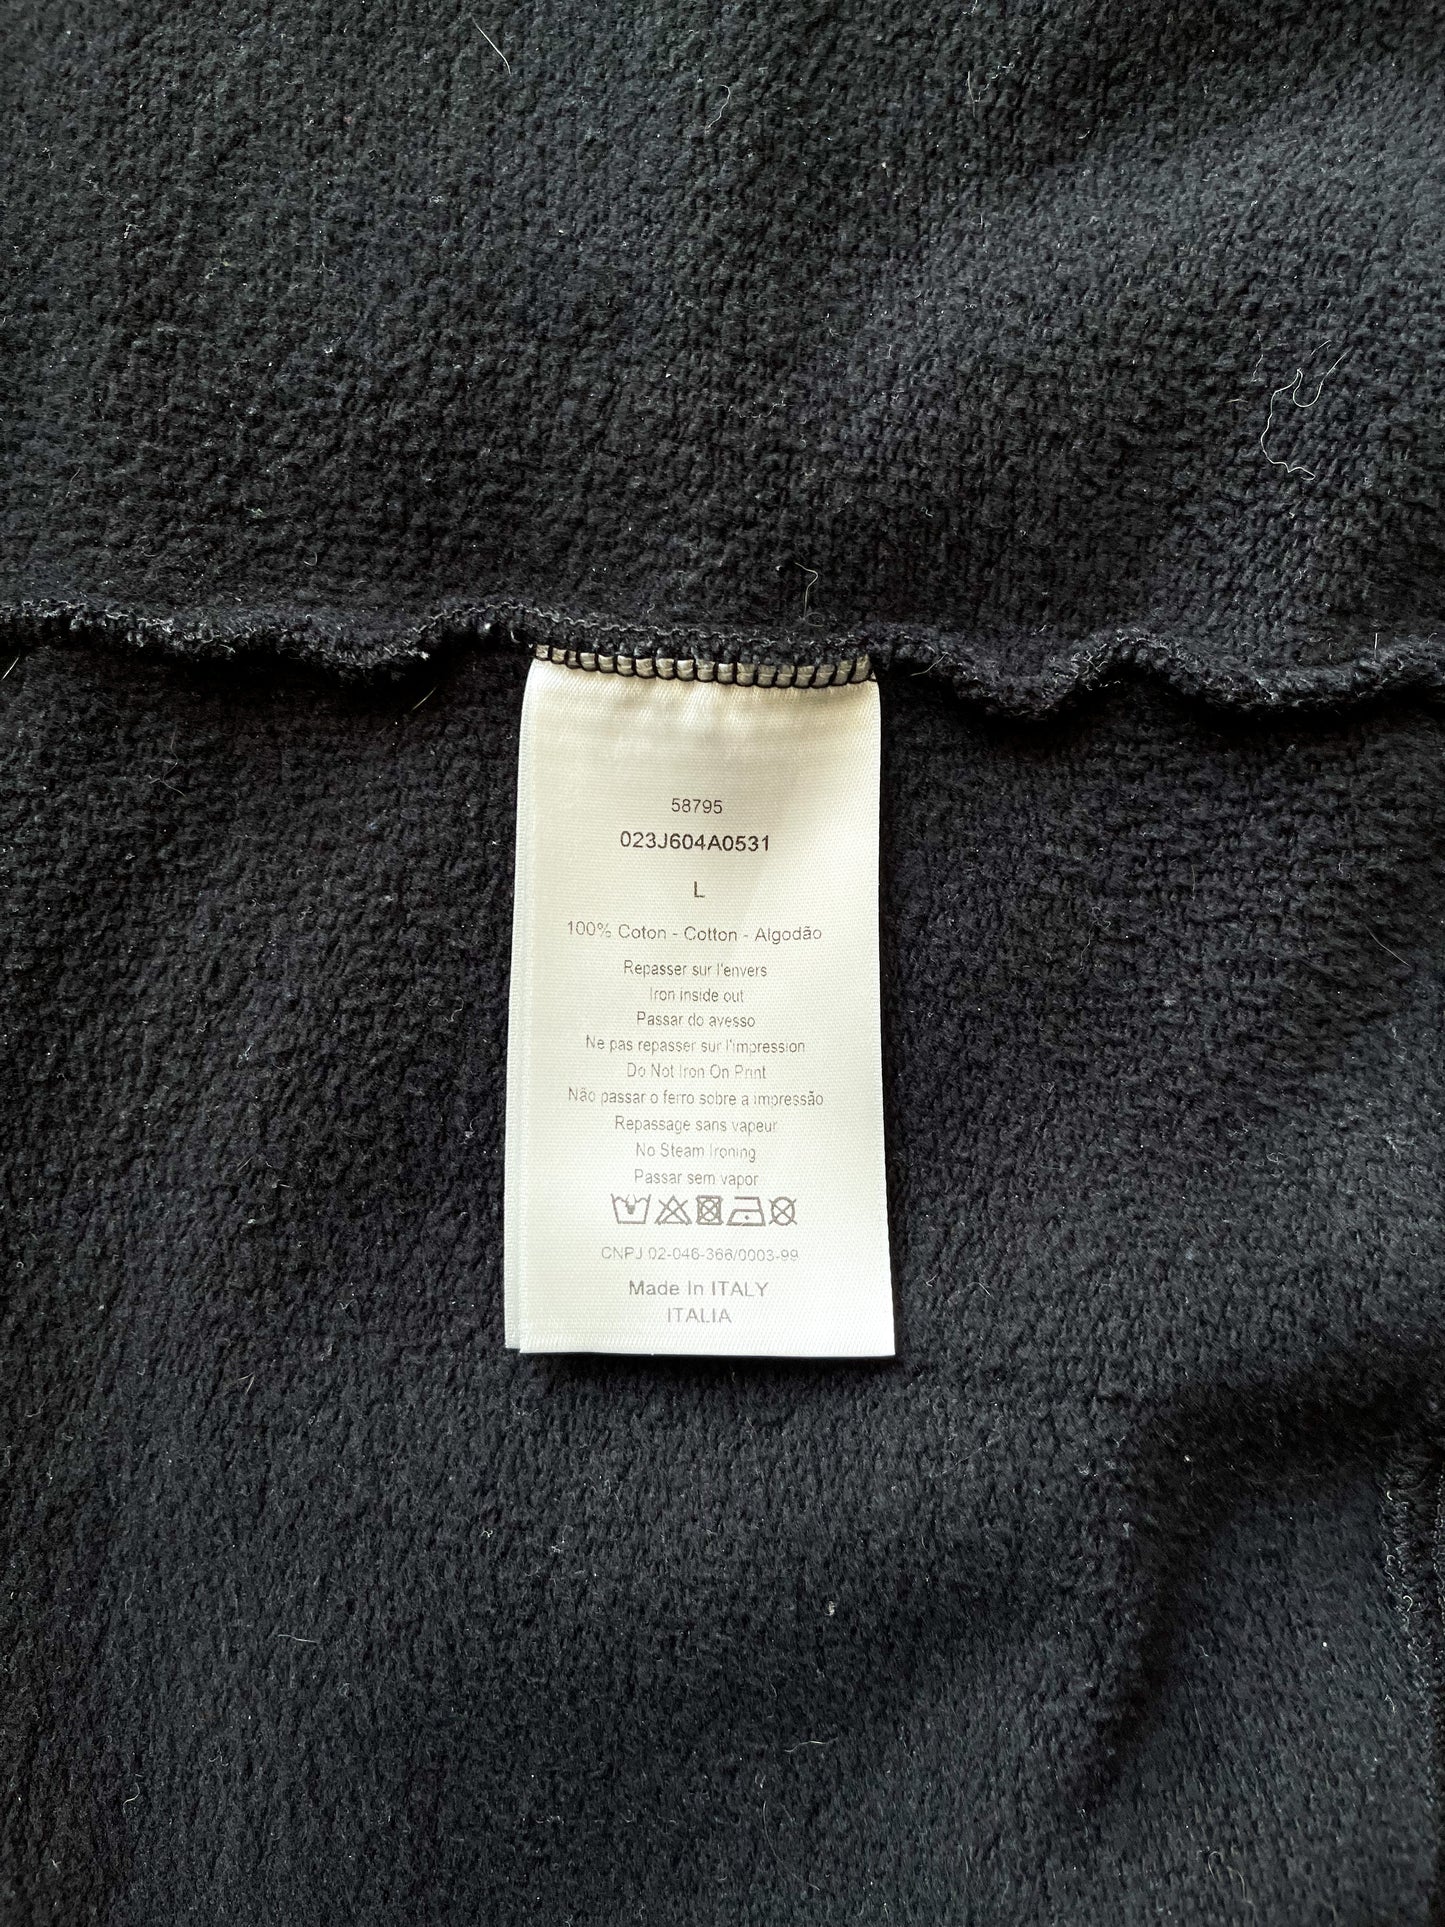 58795
023J604A0531
L
100% Coton - Cotton - Algodão
Repasser sur l'envers
Iron inside out
Passar do avesso
Ne pas repasser sur l'impression
Do Not Iron On Print
Não passar o ferro sobre a impressão
Repassage sans vapeur
No Steam Ironing
Passar sem vapor
CNPJ 02-046-366/0003-99
Made In ITALY
ITALIA